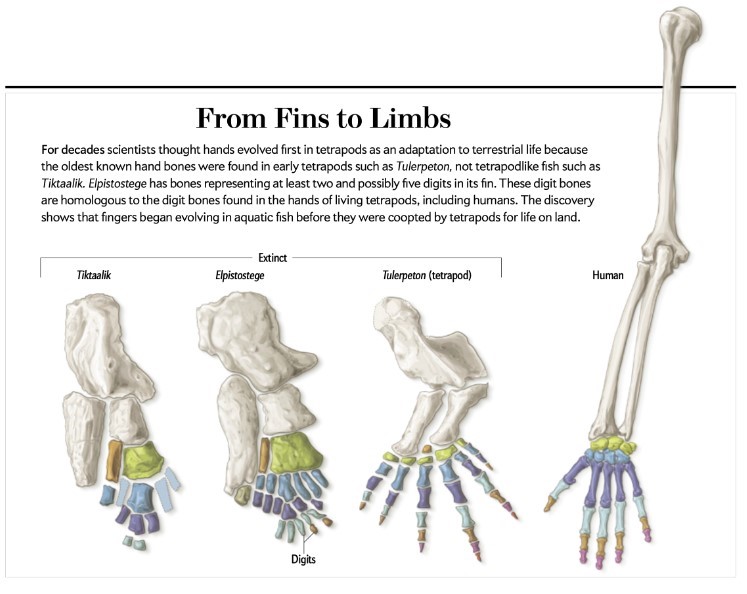 From Fins to Limbs
For decades scientists thought hands evolved first in tetrapods as an adaptation to terrestrial life because
the oldest known hand bones were found in early tetrapods such as Tulerpeton, not tetrapodlike fish such as
Tiktaalik. Elpistostege has bones representing at least two and possibly five digits in its fin. These digit bones
are homologous to the digit bones found in the hands of living tetrapods, including humans. The discovery
shows that fingers began evolving in aquatic fish before they were coopted by tetrapods for life on land.
Extinct
Tiktaalik
Elpistostege
Tulerpeton (tetrapod)
Human
Digits